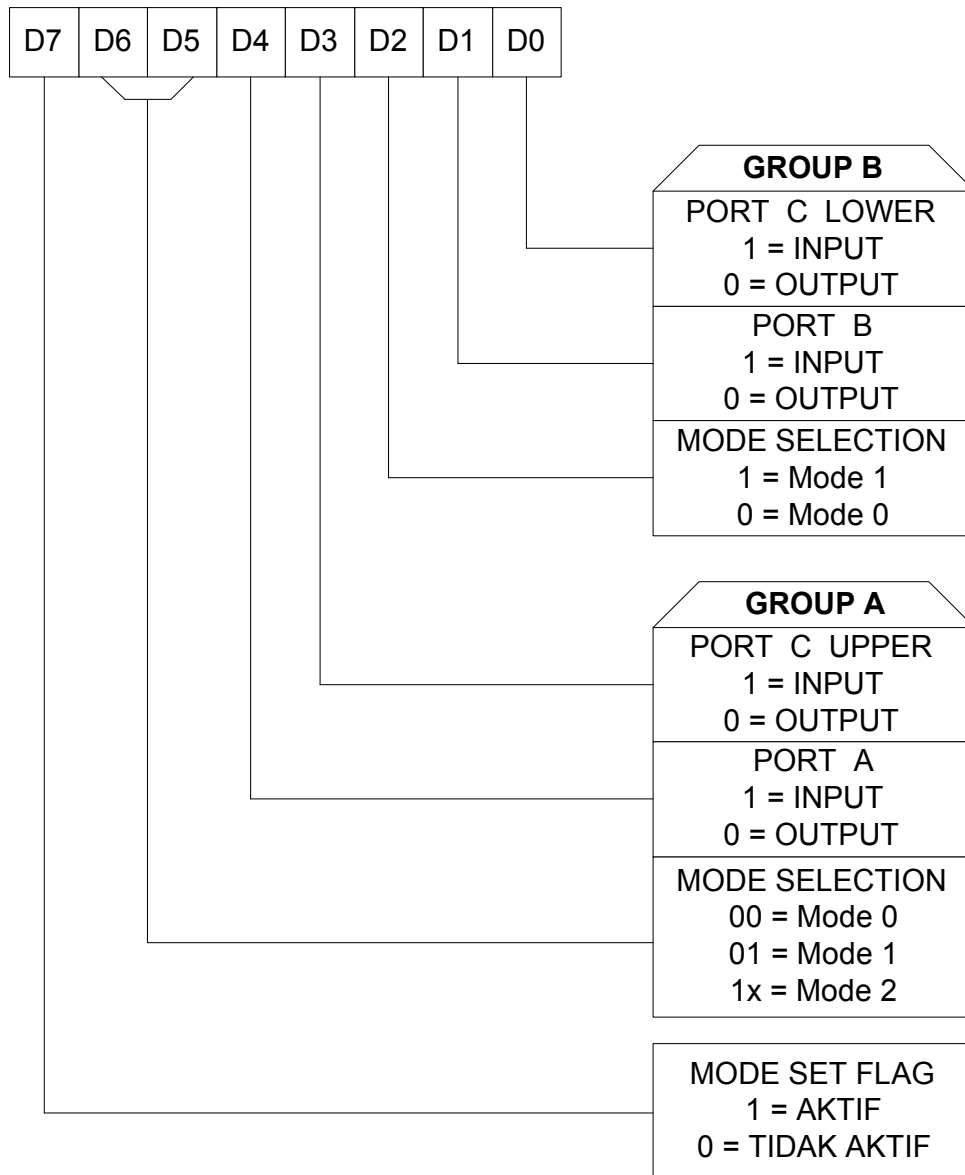 D7 D6 D5 D4 D3 D2 D1 D0
GROUP B
PORT C LOWER
1 = INPUT
0 = OUTPUT
PORT B
1 = INPUT
0 = OUTPUT
MODE SELECTION
1 = Mode 1
0 = Mode 0
GROUP A
PORT C UPPER
1 = INPUT
0 = OUTPUT
PORT A
1 = INPUT
0 = OUTPUT
MODE SELECTION
00 = Mode 0
01 = Mode 1
1x = Mode 2
MODE SET FLAG
1 = AKTIF
0 = TIDAK AKTIF